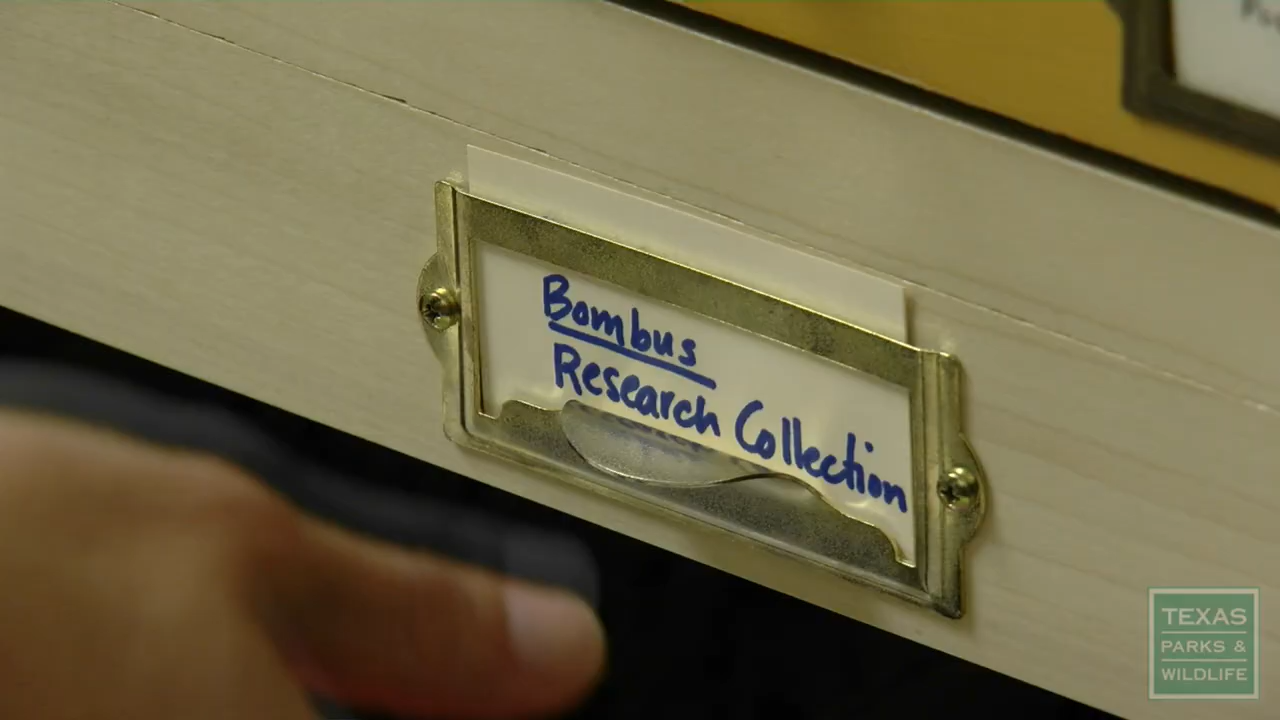 Bombus
Research Collection
TEXAS
PARKS &
WILDLIFE